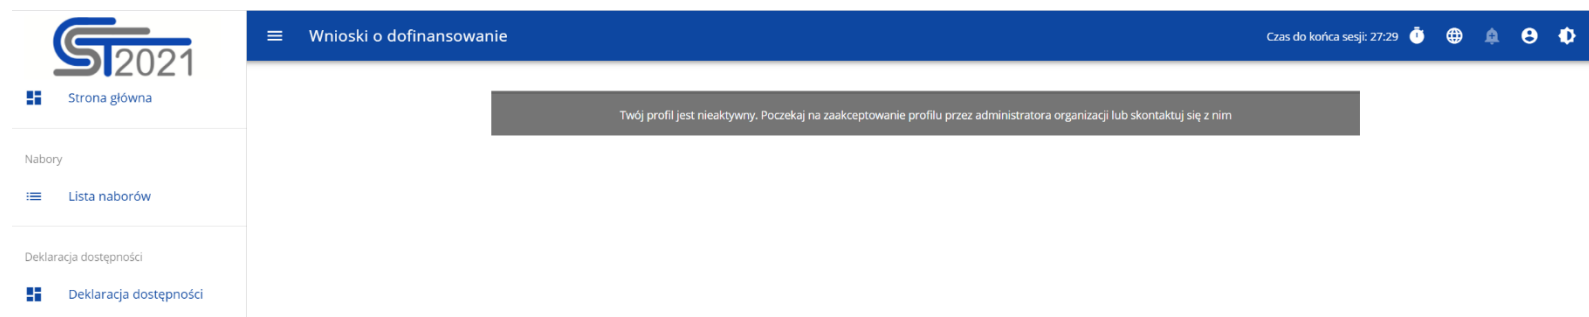 CST2021
Wnioski o dofinansowanie
Czas do końca sesji: 27:29
Strona główna
Twój profil jest nieaktywny. Poczekaj na zaakceptowanie profilu przez administratora organizacji lub skontaktuj się z nim
Nabory
Lista naborów
Deklaracja dostępności
Deklaracja dostępności